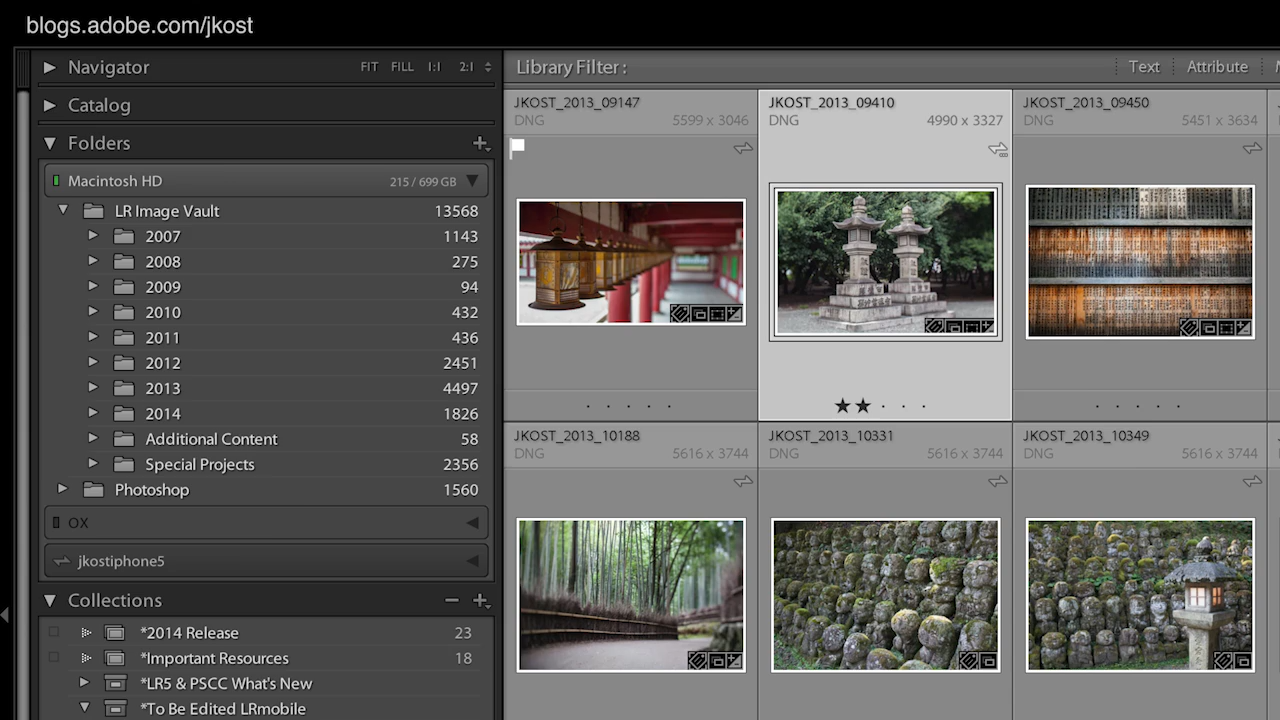 blogs.adobe.com/jkost
Navigator FIT FILL 1:1 2:1
Catalog
Folders
Macintosh HD 215 / 699 GB
LR Image Vault 13568
2007 1143
2008 275
2009 94
2010 432
2011 436
2012 2451
2013 4497
2014 1826
Additional Content 58
Special Projects 2356
Photoshop 1560
OX
jkostiphone5
Collections
*2014 Release 23
*Important Resources 18
*LR5 & PSCC What's New
*To Be Edited LRmobile
Library Filter : Text Attribute
JKOST_2013_09147
DNG 5599 x 3046
JKOST_2013_09410
DNG 4990 x 3327
JKOST_2013_09450
DNG 5451 x 3634
JKOST_2013_10188
DNG 5616 x 3744
JKOST_2013_10331
DNG 5616 x 3744
JKOST_2013_10349
DNG 5616 x 3744